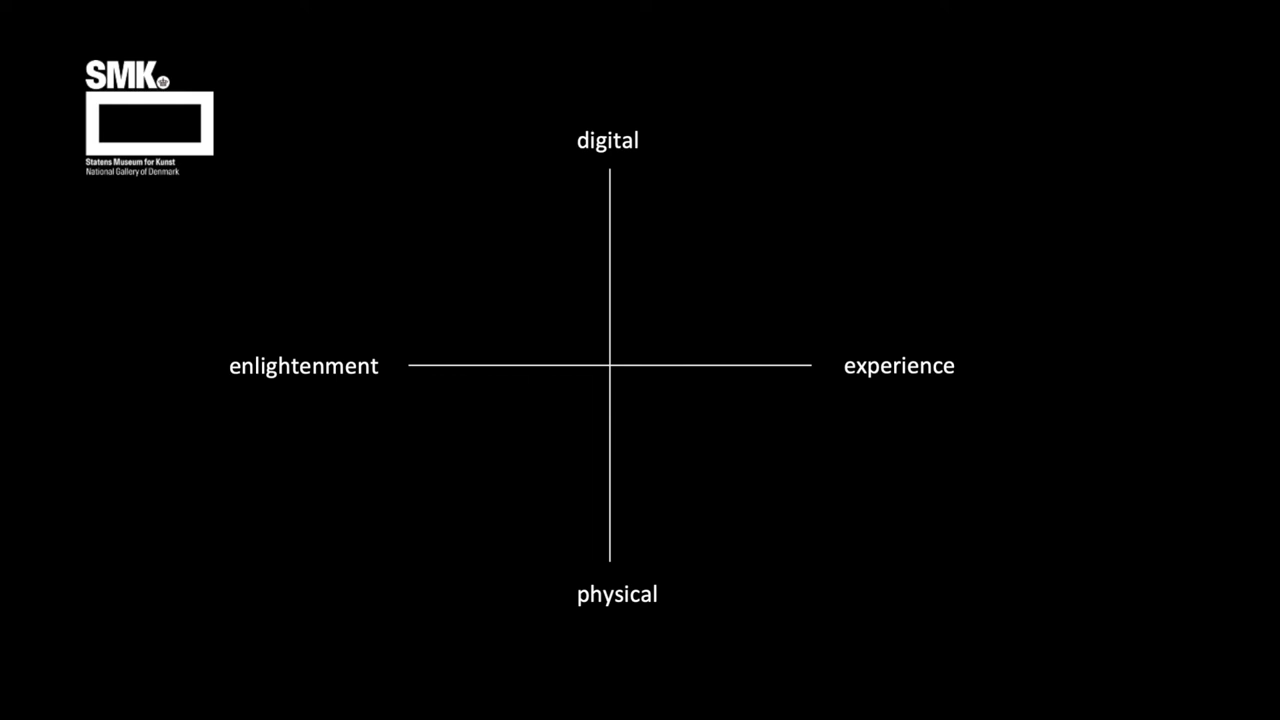 SMK.
Statens Museum for Kunst
National Gallery of Denmark
digital
enlightenment
experience
physical